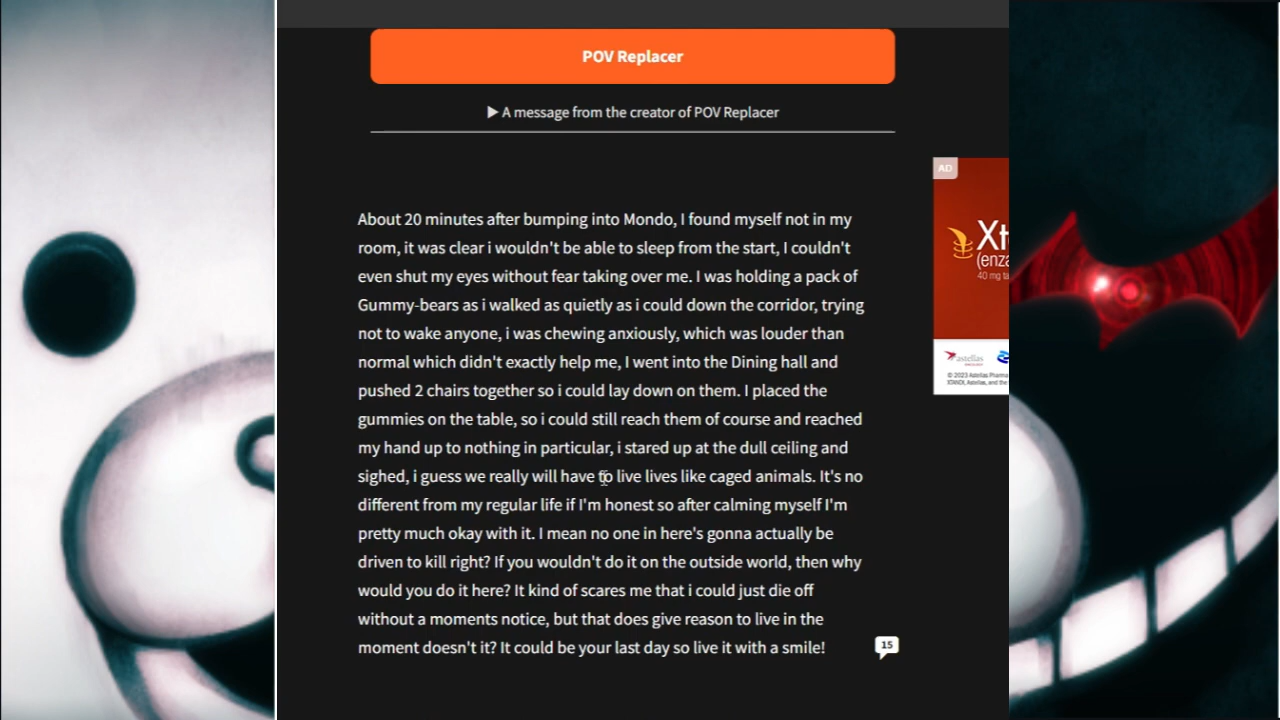 POV Replacer
▶ A message from the creator of POV Replacer
AD
About 20 minutes after bumping into Mondo, I found myself not in my
room, it was clear i wouldn't be able to sleep from the start, I couldn't
even shut my eyes without fear taking over me. I was holding a pack of
Gummy-bears as i walked as quietly as i could down the corridor, trying
not to wake anyone, i was chewing anxiously, which was louder than
normal which didn't exactly help me, I went into the Dining hall and
pushed 2 chairs together so i could lay down on them. I placed the
gummies on the table, so i could still reach them of course and reached
my hand up to nothing in particular, i stared up at the dull ceiling and
sighed, i guess we really will have to live lives like caged animals. It's no
different from my regular life if I'm honest so after calming myself I'm
pretty much okay with it. I mean no one in here's gonna actually be
driven to kill right? If you wouldn't do it on the outside world, then why
would you do it here? It kind of scares me that i could just die off
without a moments notice, but that does give reason to live in the
moment doesn't it? It could be your last day so live it with a smile!
15
Xt
(enza
40 mg ta
astellas
© 2023 Astellas Pharma
XTANDI, Astellas, and the